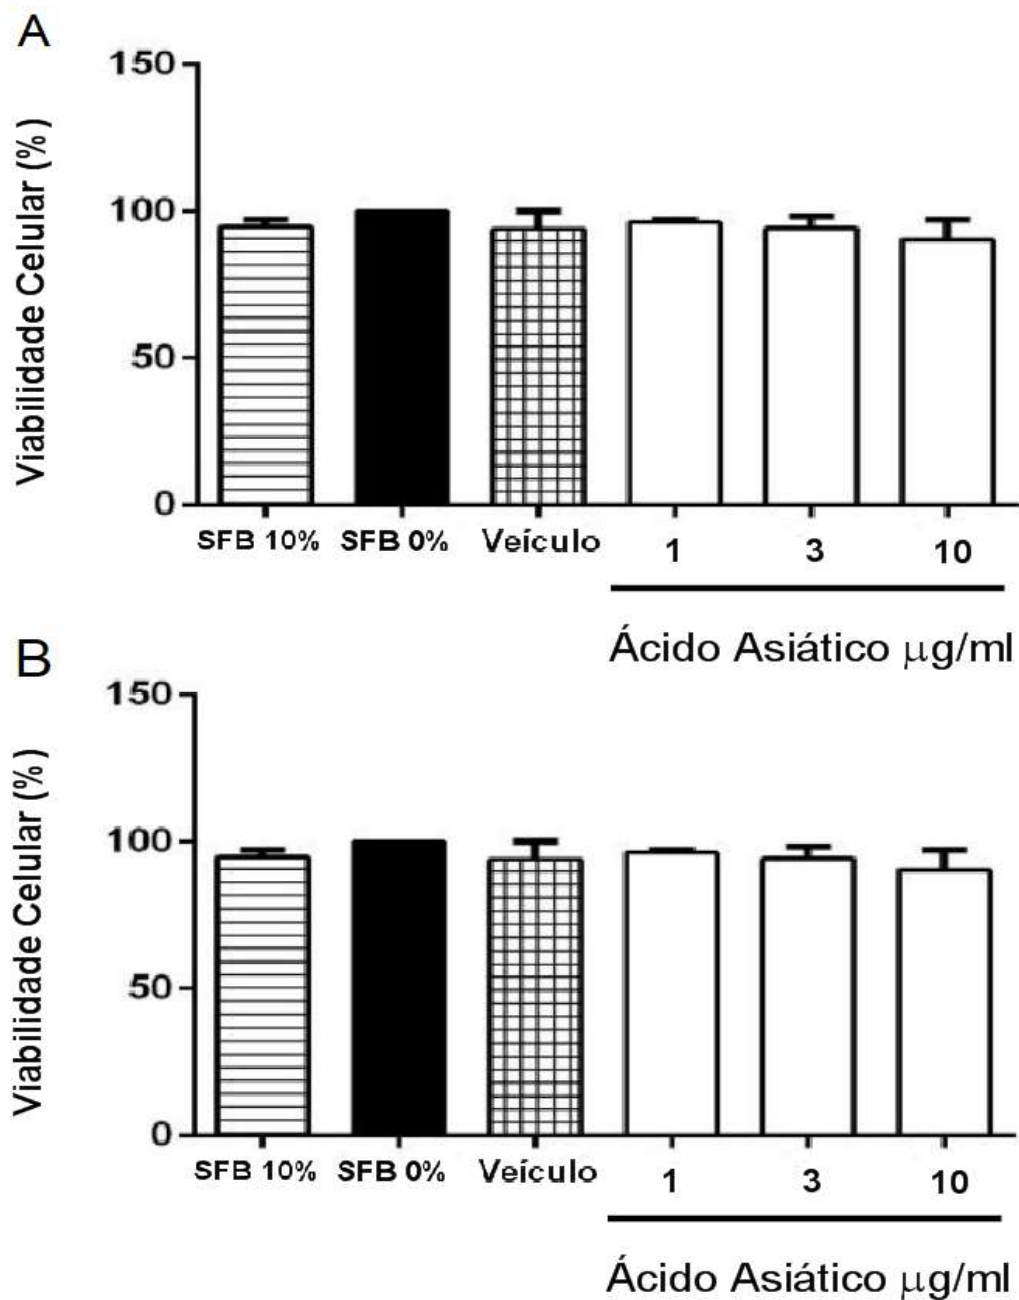 A
Viabilidade Celular (%)
150
100
50
0
SFB 10% SFB 0% Veículo 1 3 10
Ácido Asiático µg/ml
B
Viabilidade Celular (%)
150
100
50
0
SFB 10% SFB 0% Veículo 1 3 10
Ácido Asiático µg/ml